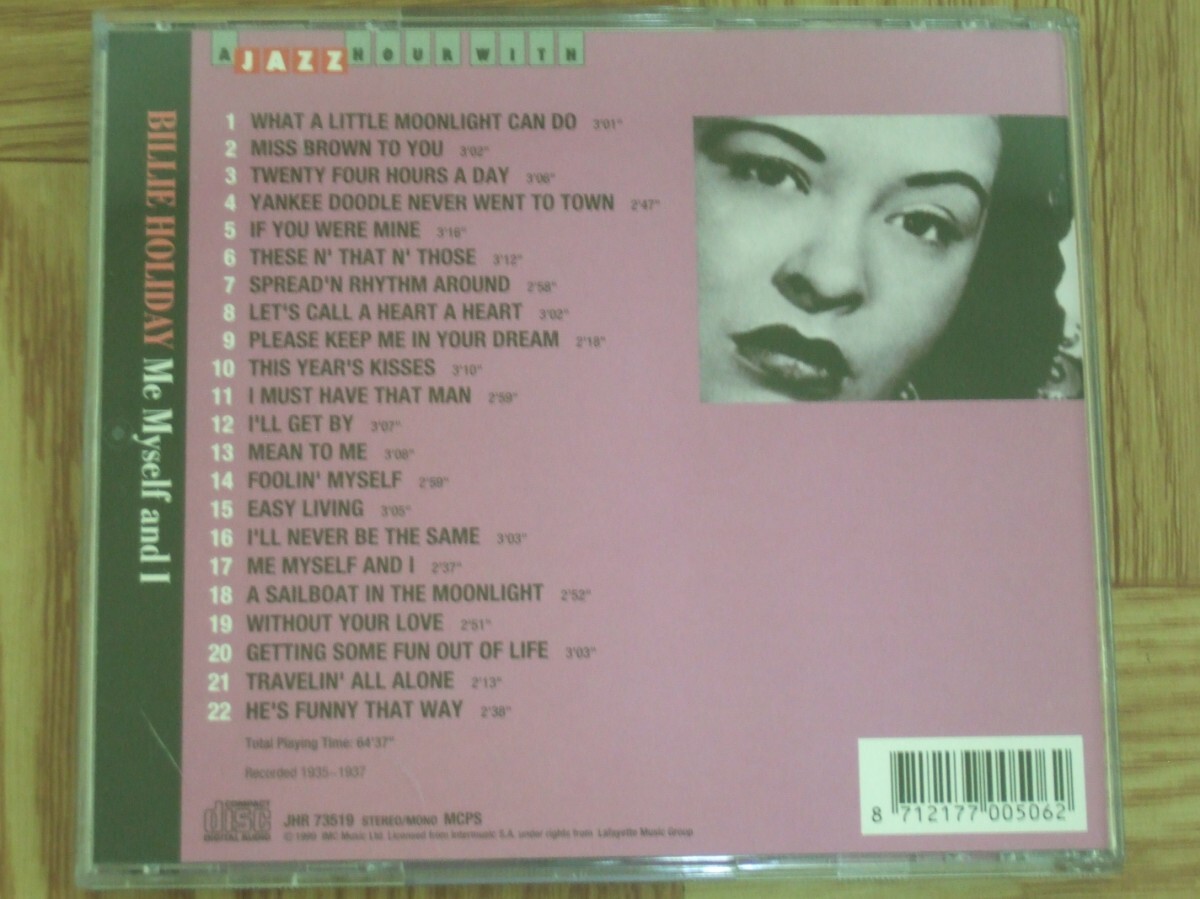 A JAZZ HOUR WITH
BILLIE HOLIDAY Me Myself and I
1 WHAT A LITTLE MOONLIGHT CAN DO 3'01"
2 MISS BROWN TO YOU 3'02"
3 TWENTY FOUR HOURS A DAY 3'06"
4 YANKEE DOODLE NEVER WENT TO TOWN 2'47"
5 IF YOU WERE MINE 3'16"
6 THESE N' THAT N' THOSE 3'12"
7 SPREAD'N RHYTHM AROUND 2'58"
8 LET'S CALL A HEART A HEART 3'02"
9 PLEASE KEEP ME IN YOUR DREAM 2'18"
10 THIS YEAR'S KISSES 3'10"
11 I MUST HAVE THAT MAN 2'59"
12 I'LL GET BY 3'07"
13 MEAN TO ME 3'08"
14 FOOLIN' MYSELF 2'59"
15 EASY LIVING 3'05"
16 I'LL NEVER BE THE SAME 3'03"
17 ME MYSELF AND I 2'37"
18 A SAILBOAT IN THE MOONLIGHT 2'52"
19 WITHOUT YOUR LOVE 2'51"
20 GETTING SOME FUN OUT OF LIFE 3'03"
21 TRAVELIN' ALL ALONE 2'13"
22 HE'S FUNNY THAT WAY 2'38"
Total Playing Time: 64'37"
Recorded 1935-1937
COMPACT disc DIGITAL AUDIO
JHR 73519 STEREO/MONO MCPS
Music Ltd. Licensed from Intermusic S.A. under rights from Lafayette Music Group
8 712177 005062